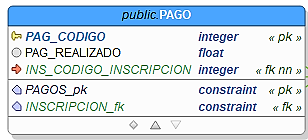 public.PAGO
PAG_CODIGO integer « pk »
PAG_REALIZADO float
INS_CODIGO_INSCRIPCION integer « fk nn »
PAGOS_pk constraint « pk »
INSCRIPCION_fk constraint « fk »